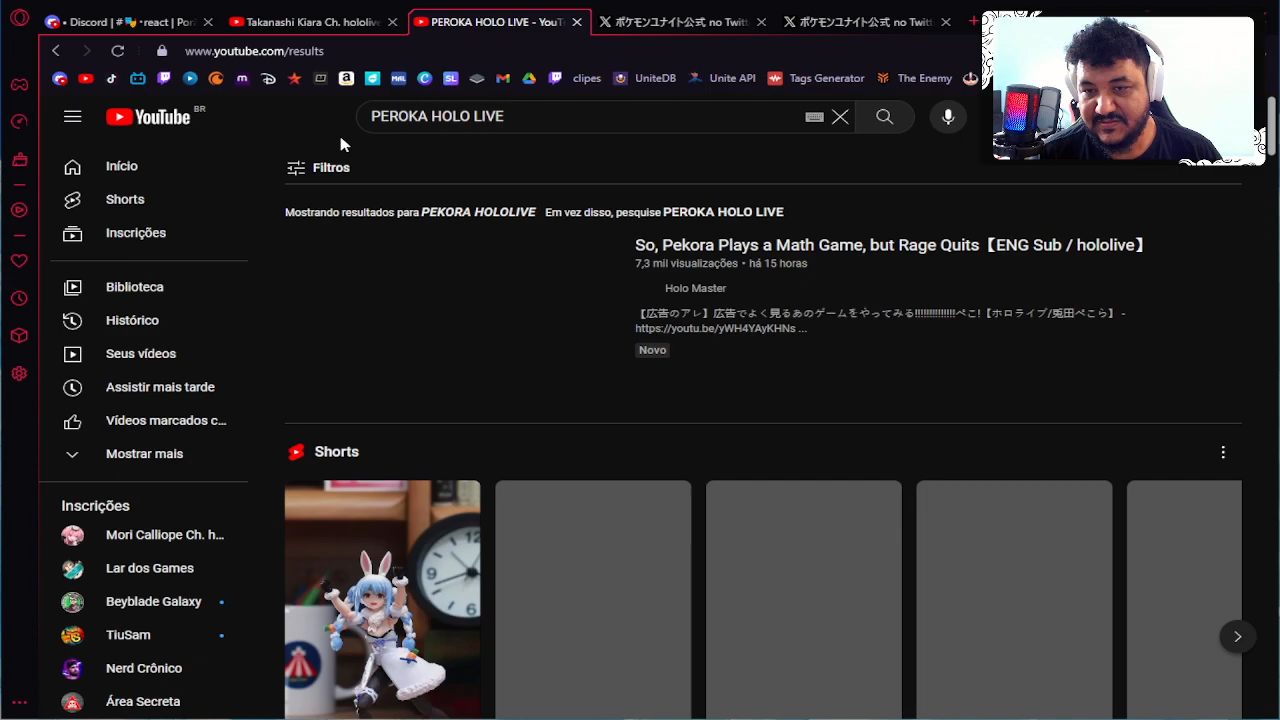 Discord | #🎭-react | Por
Takanashi Kiara Ch. hololive
PEROKA HOLO LIVE - YouT
ポケモンユナイト公式 no Twitt
ポケモンユナイト公式 no Twitt
www.youtube.com/results
clipes
UniteDB
Unite API
Tags Generator
The Enemy
YouTube BR
PEROKA HOLO LIVE
Filtros
Início
Shorts
Inscrições
Biblioteca
Histórico
Seus vídeos
Assistir mais tarde
Vídeos marcados c...
Mostrar mais
Inscrições
Mori Calliope Ch. h...
Lar dos Games
Beyblade Galaxy
TiuSam
Nerd Crônico
Área Secreta
Mostrando resultados para PEKORA HOLOLIVE Em vez disso, pesquise PEROKA HOLO LIVE
So, Pekora Plays a Math Game, but Rage Quits【ENG Sub / hololive】
7,3 mil visualizações • há 15 horas
Holo Master
【広告のアレ】広告でよく見るあのゲームをやってみる!!!!!!!!!!!!!!ぺこ!【ホロライブ/兎田ぺこら】 -
https://youtu.be/yWH4YAyKHNs ...
Novo
Shorts